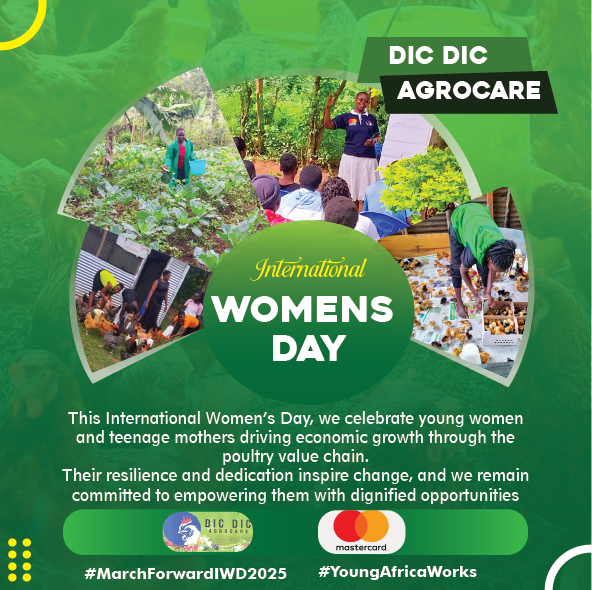 DIC DIC
AGROCARE
International
WOMENS
DAY
This International Women's Day, we celebrate young women
and teenage mothers driving economic growth through the
poultry value chain.
Their resilience and dedication inspire change, and we remain
committed to empowering them with dignified opportunities
DIC DIC
AGROCARE
mastercard.
#MarchForwardIWD2025
#YoungAfricaWorks